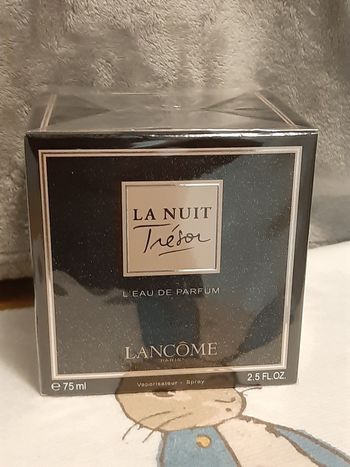 LA NUIT
Trésor
L'EAU DE PARFUM
LANCÔME
PARIS
e 75 ml
Vaporisateur - Spray
2.5 FL.OZ.